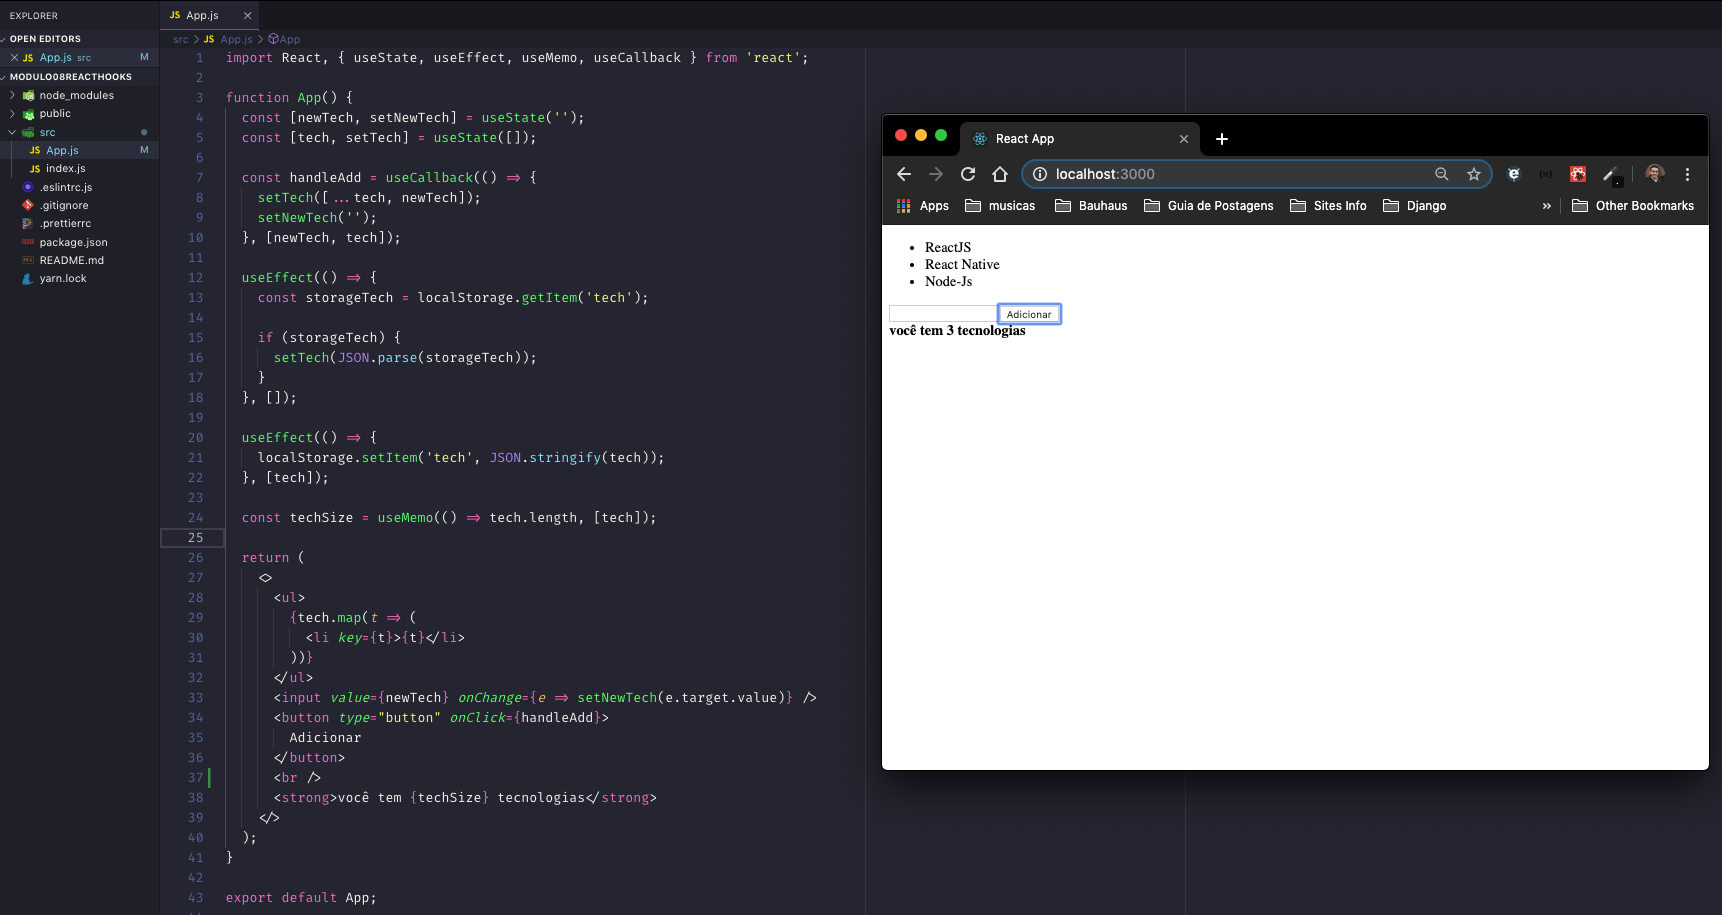 EXPLORER
OPEN EDITORS
JS App.js src M
MODULO08REACTHOOKS
node_modules
public
src
JS App.js M
JS index.js
.eslintrc.js
.gitignore
.prettierrc
package.json
README.md
yarn.lock
JS App.js
src > JS App.js > App
1 import React, { useState, useEffect, useMemo, useCallback } from 'react';
2
3 function App() {
4 const [newTech, setNewTech] = useState('');
5 const [tech, setTech] = useState([]);
6
7 const handleAdd = useCallback(() => {
8 setTech([...tech, newTech]);
9 setNewTech('');
10 }, [newTech, tech]);
11
12 useEffect(() => {
13 const storageTech = localStorage.getItem('tech');
14
15 if (storageTech) {
16 setTech(JSON.parse(storageTech));
17 }
18 }, []);
19
20 useEffect(() => {
21 localStorage.setItem('tech', JSON.stringify(tech));
22 }, [tech]);
23
24 const techSize = useMemo(() => tech.length, [tech]);
25
26 return (
27 <>
28 <ul>
29 {tech.map(t => (
30 <li key={t}>{t}</li>
31 ))}
32 </ul>
33 <input value={newTech} onChange={e => setNewTech(e.target.value)} />
34 <button type="button" onClick={handleAdd}>
35 Adicionar
36 </button>
37 <br />
38 <strong>você tem {techSize} tecnologias</strong>
39 </>
40 );
41 }
42
43 export default App;
React App
localhost:3000
Apps musicas Bauhaus Guia de Postagens Sites Info Django » Other Bookmarks
• ReactJS
• React Native
• Node-Js
Adicionar
você tem 3 tecnologias